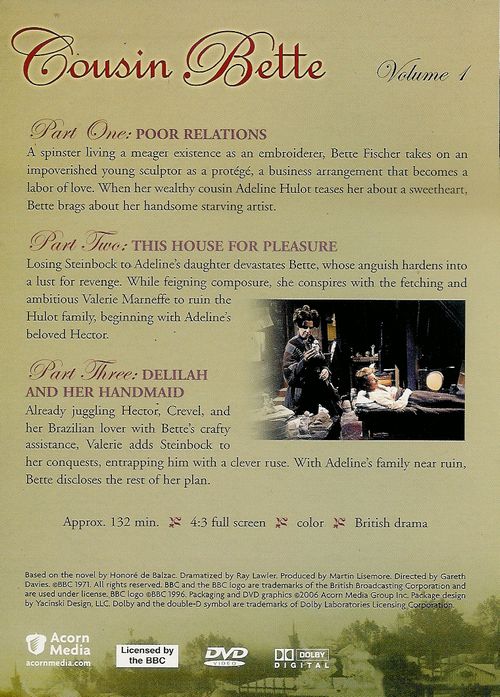 Cousin Bette
Volume 1
Part One: POOR RELATIONS
A spinster living a meager existence as an embroiderer, Bette Fischer takes on an
impoverished young sculptor as a protégé, a business arrangement that becomes a
labor of love. When her wealthy cousin Adeline Hulot teases her about a sweetheart,
Bette brags about her handsome starving artist.
Part Two: THIS HOUSE FOR PLEASURE
Losing Steinbock to Adeline's daughter devastates Bette, whose anguish hardens into
a lust for revenge. While feigning composure, she conspires with the fetching and
ambitious Valerie Marneffe to ruin the
Hulot family, beginning with Adeline's
beloved Hector.
Part Three: DELILAH
AND HER HANDMAID
Already juggling Hector, Crevel, and
her Brazilian lover with Bette's crafty
assistance, Valerie adds Steinbock to
her conquests, entrapping him with a clever ruse. With Adeline's family near ruin,
Bette discloses the rest of her plan.
Approx. 132 min. 4:3 full screen color British drama
Based on the novel by Honoré de Balzac. Dramatized by Ray Lawler. Produced by Martin Lisemore. Directed by Gareth
Davies. ©BBC 1971. All rights reserved. BBC and the BBC logo are trademarks of the British Broadcasting Corporation and
are used under license. BBC logo ©BBC 1996. Packaging and DVD graphics ©2006 Acorn Media Group Inc. Package design
by Yacinski Design, LLC. Dolby and the double-D symbol are trademarks of Dolby Laboratories Licensing Corporation.
Acorn
Media
acornmedia.com
Licensed by
the BBC
DVD
VIDEO
DOLBY
DIGITAL